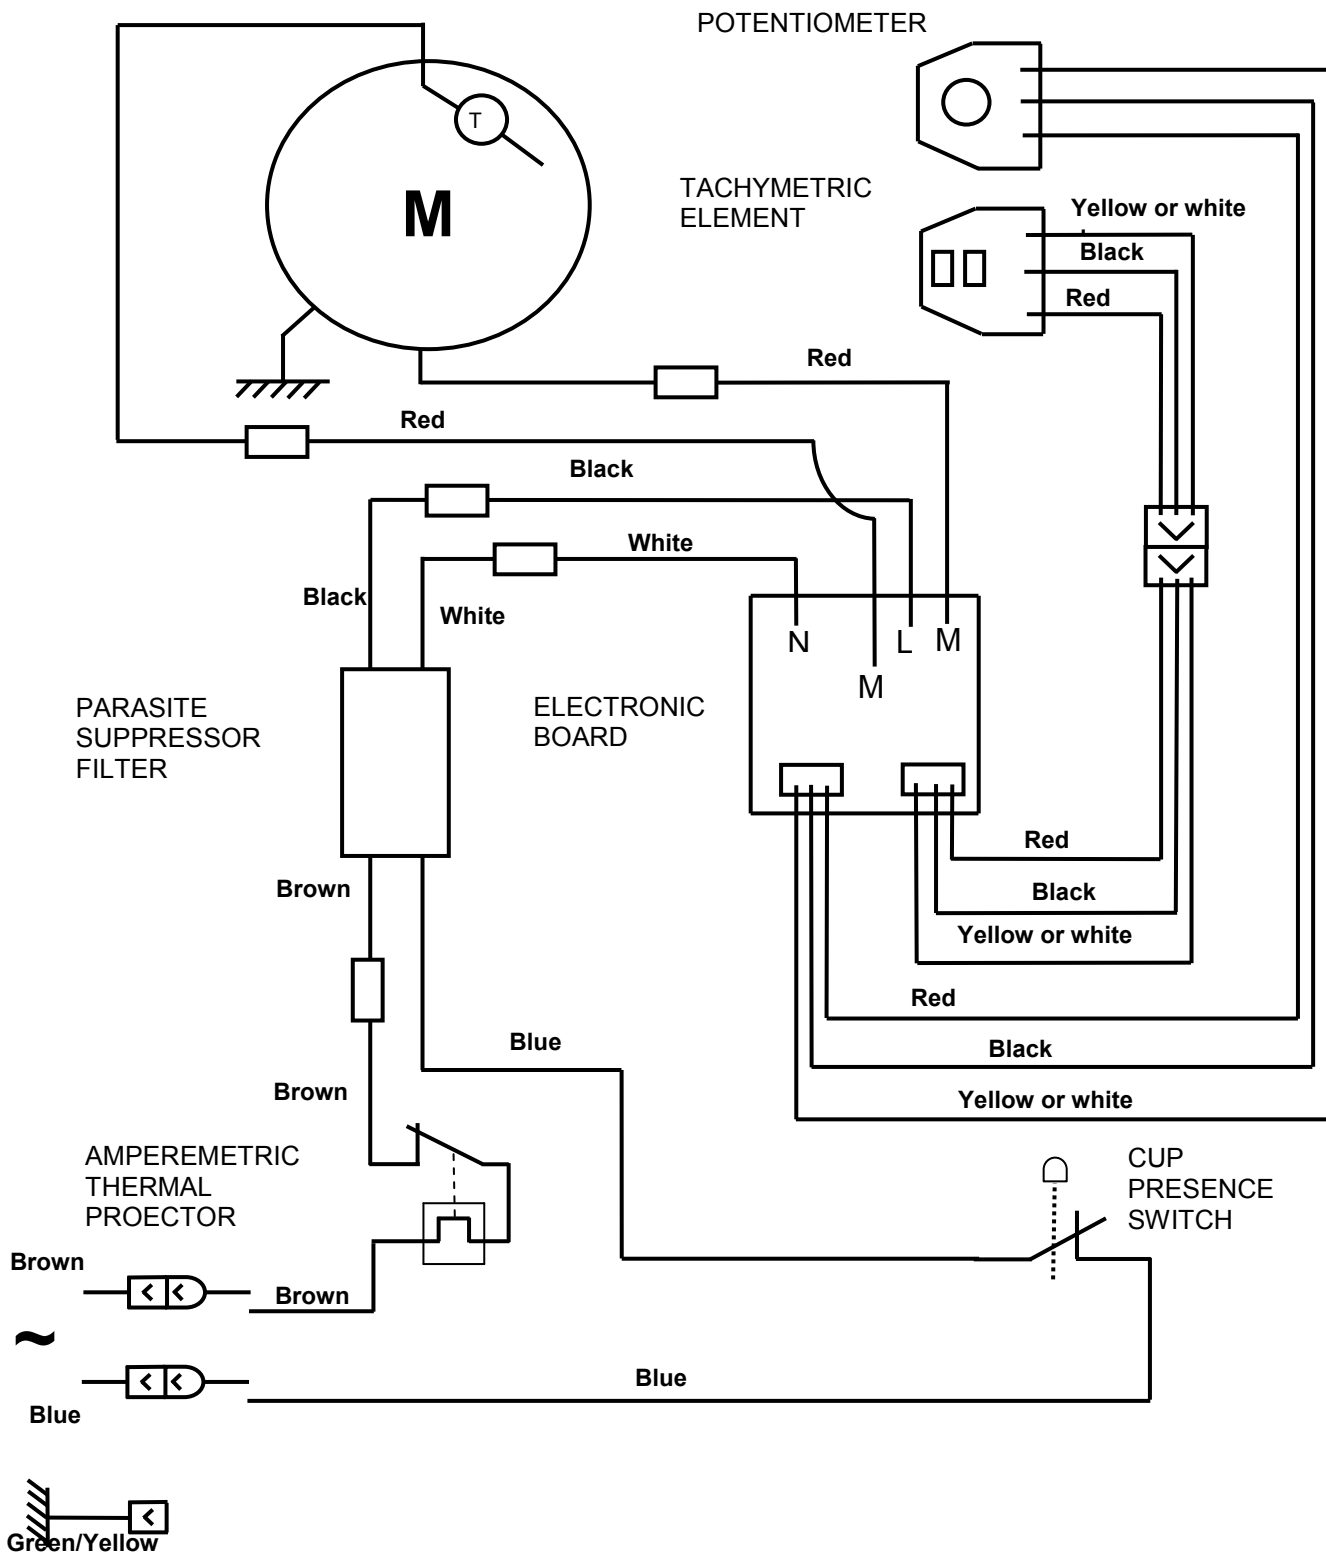 POTENTIOMETER
T
M
TACHYMETRIC
ELEMENT
Yellow or white
Black
Red
Red
Red
Black
White
Black
White
N
L
M
M
PARASITE
SUPPRESSOR
FILTER
ELECTRONIC
BOARD
Red
Black
Yellow or white
Brown
Red
Blue
Black
Brown
Yellow or white
AMPEREMETRIC
THERMAL
PROECTOR
CUP
PRESENCE
SWITCH
Brown
Brown
~
Blue
Blue
Green/Yellow